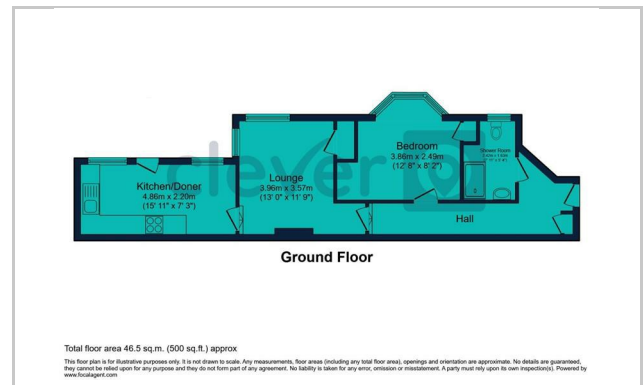 clever
Bedroom
3.86m x 2.49m
(12' 8" x 8' 2")
Shower Room
Lounge
3.96m x 3.57m
(13' 0" x 11' 9")
Kitchen/Doner
4.86m x 2.20m
(15' 11" x 7' 3")
Hall
Ground Floor
Total floor area 46.5 sq.m. (500 sq.ft.) approx
This floor plan is for illustrative purposes only. It is not drawn to scale. Any measurements, floor areas (including any total floor area), openings and orientation are approximate. No details are guaranteed,
they cannot be relied upon for any purpose and they do not form part of any agreement. No liability is taken for any error, omission or misstatement. A party must rely upon its own inspection(s). Powered by
www.focalagent.com